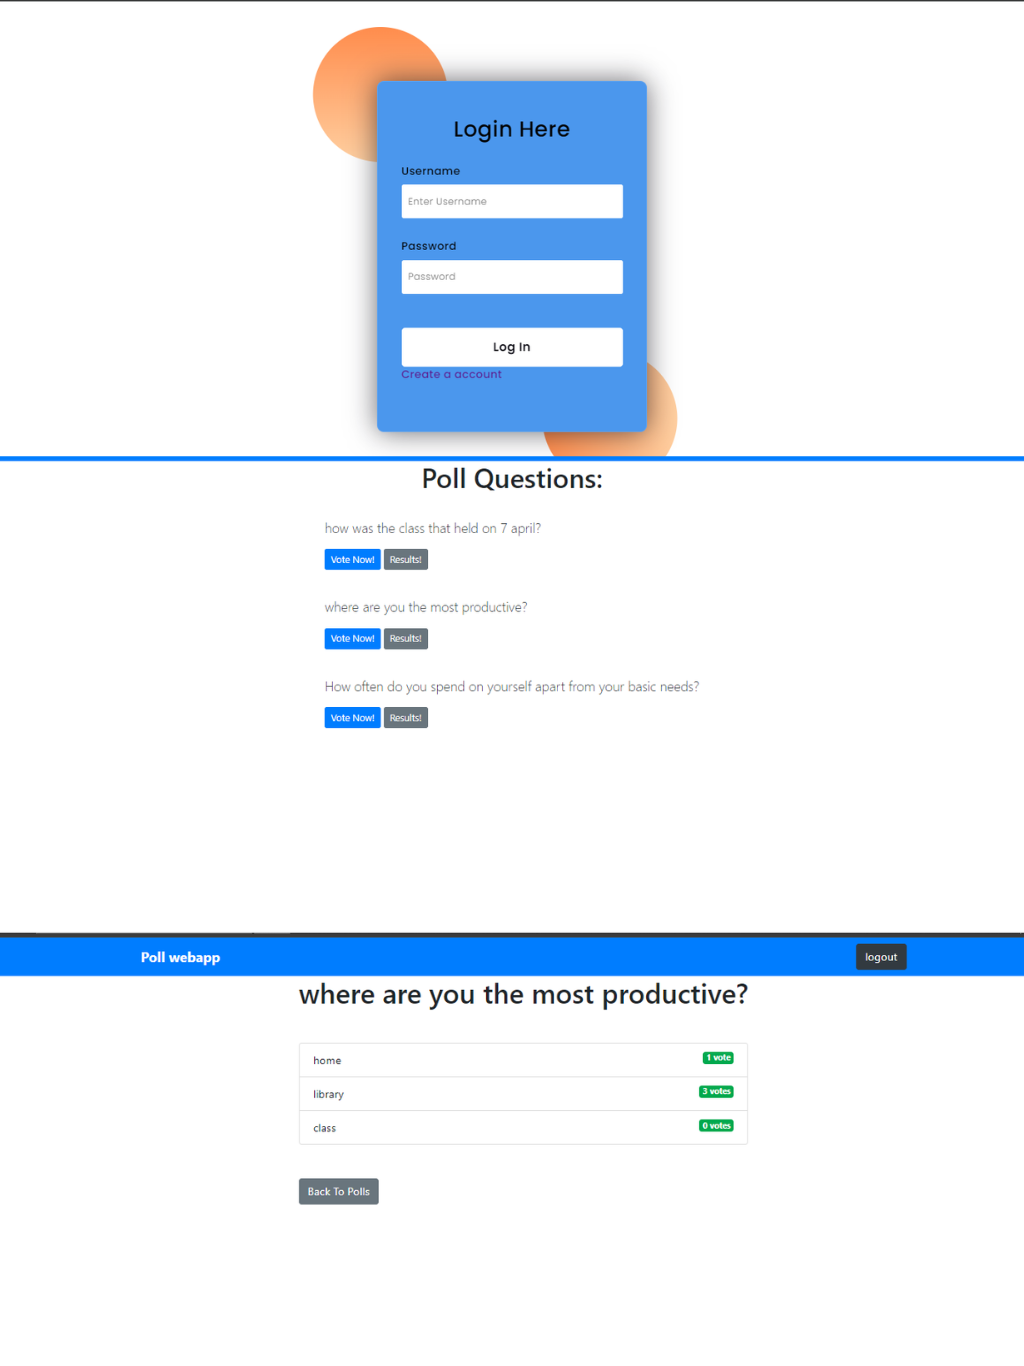 Login Here
Username
Enter Username
Password
Password
Log In
Create a account
Poll Questions:
how was the class that held on 7 april?
Vote Now! Results!
where are you the most productive?
Vote Now! Results!
How often do you spend on yourself apart from your basic needs?
Vote Now! Results!
Poll webapp logout
where are you the most productive?
home 1 vote
library 3 votes
class 0 votes
Back To Polls